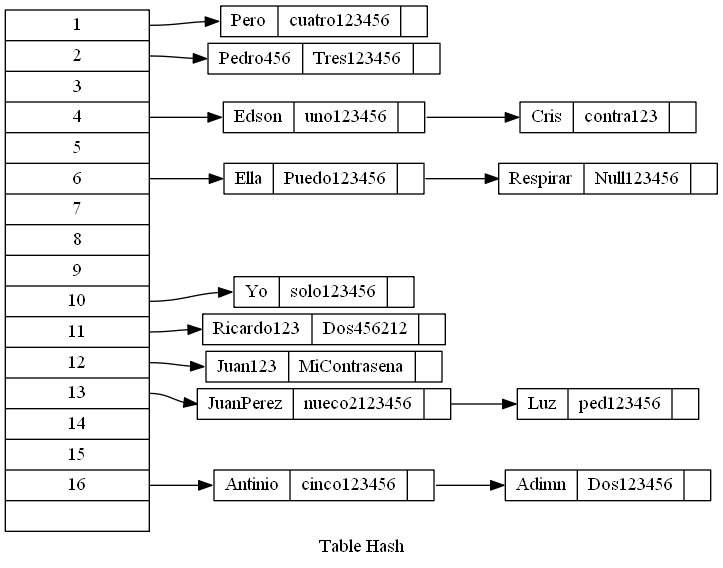 1 Pero cuatro123456
2 Pedro456 Tres123456
3
4 Edson uno123456 Cris contra123
5
6 Ella Puedo123456 Respirar Null123456
7
8
9
10 Yo solo123456
11 Ricardo123 Dos456212
12 Juan123 MiContrasena
13 JuanPerez nueco2123456 Luz ped123456
14
15
16 Antinio cinco123456 Adimn Dos123456
Table Hash